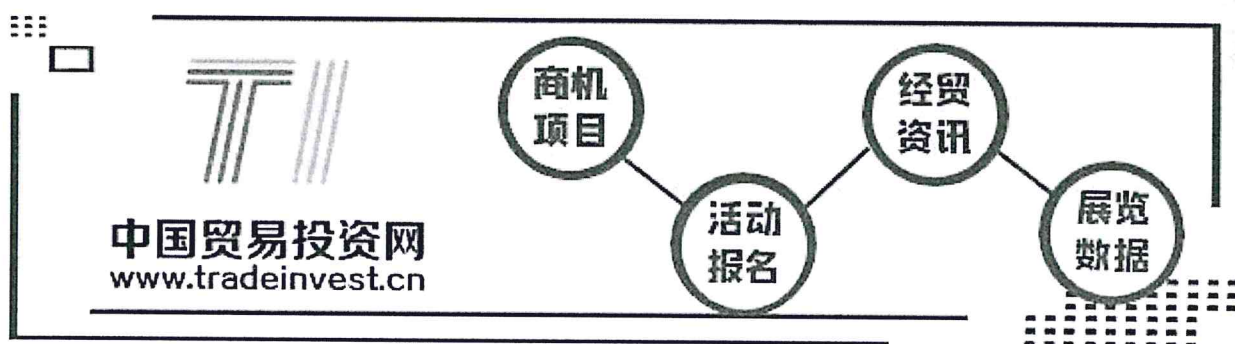 TI
中国贸易投资网
www.tradeinvest.cn
商机
项目
活动
报名
经贸
资讯
展览
数据